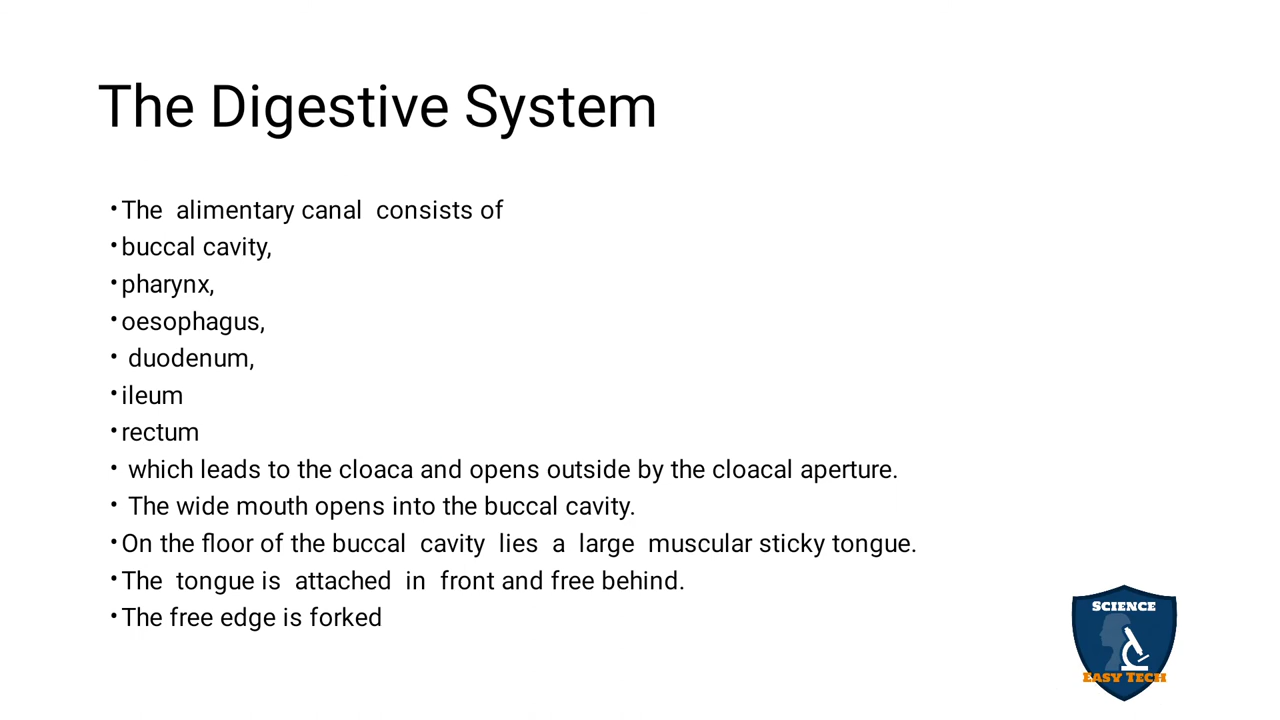 The Digestive System
•The alimentary canal consists of
•buccal cavity,
•pharynx,
•oesophagus,
• duodenum,
•ileum
•rectum
• which leads to the cloaca and opens outside by the cloacal aperture.
• The wide mouth opens into the buccal cavity.
•On the floor of the buccal cavity lies a large muscular sticky tongue.
•The tongue is attached in front and free behind.
•The free edge is forked
SCIENCE
EASY TECH